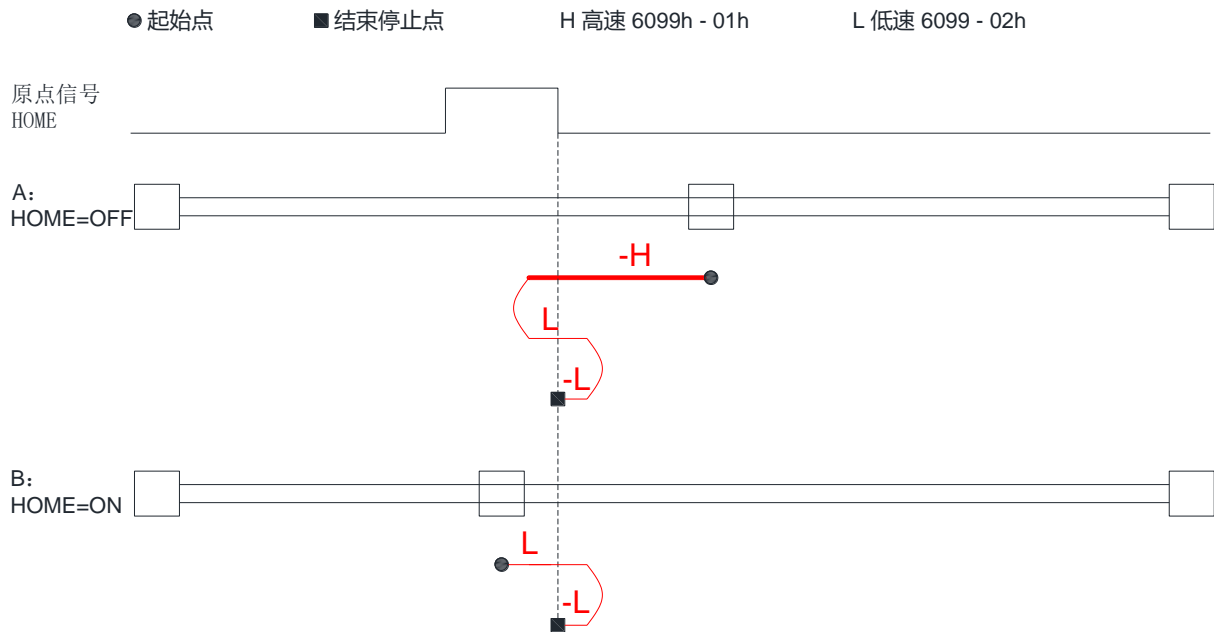 起始点 结束停止点 H 高速 6099h - 01h L 低速 6099 - 02h
原点信号
HOME
A：
HOME=OFF
-H
L
-L
B：
HOME=ON
L
-L